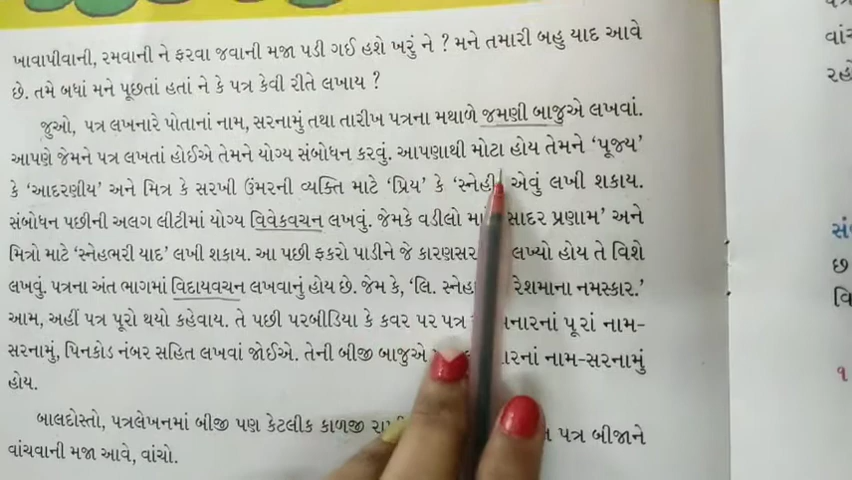 ખાવાપીવાની, રમવાની ને ફરવા જવાની મજા પડી ગઈ હશે ખરું ને ? મને તમારી બહુ યાદ આવે
છે. તમે બધાં મને પૂછતાં હતાં ને કે પત્ર કેવી રીતે લખાય ?
જુઓ, પત્ર લખનારે પોતાનાં નામ, સરનામું તથા તારીખ પત્રના મથાળે જમણી બાજુએ લખવાં.
આપણે જેમને પત્ર લખતાં હોઈએ તેમને યોગ્ય સંબોધન કરવું. આપણાથી મોટા હોય તેમને ‘પૂજ્ય’
કે ‘આદરણીય’ અને મિત્ર કે સરખી ઉંમરની વ્યક્તિ માટે ‘પ્રિય’ કે એવું લખી શકાય.
સંબોધન પછીની અલગ લીટીમાં યોગ્ય વિવેકવચન લખવું. જેમકે વડીલો સાદર પ્રણામ’ અને
મિત્રો માટે ‘સ્નેહભરી યાદ’ લખી શકાય. આ પછી ફકરો પાડીને જે લખ્યો હોય તે વિશે
લખવું. પત્રના અંત ભાગમાં વિદાયવચન લખવાનું હોય છે. જેમ કે, ‘લિ. રેશમાના નમસ્કાર.’
આમ, અહીં પત્ર પૂરો થયો કહેવાય. તે પછી પરબીડિયા કે કવર પર પત્ર પૂરાં નામ-
સરનામું, પિનકોડ નંબર સહિત લખવાં જોઈએ. તેની બીજી બાજુએ નામ-સરનામું
હોય.
બાલદોસ્તો, પત્રલેખનમાં બીજી પણ કેટલીક કાળજી પત્ર બીજાને
વાંચવાની મજા આવે, વાંચો.